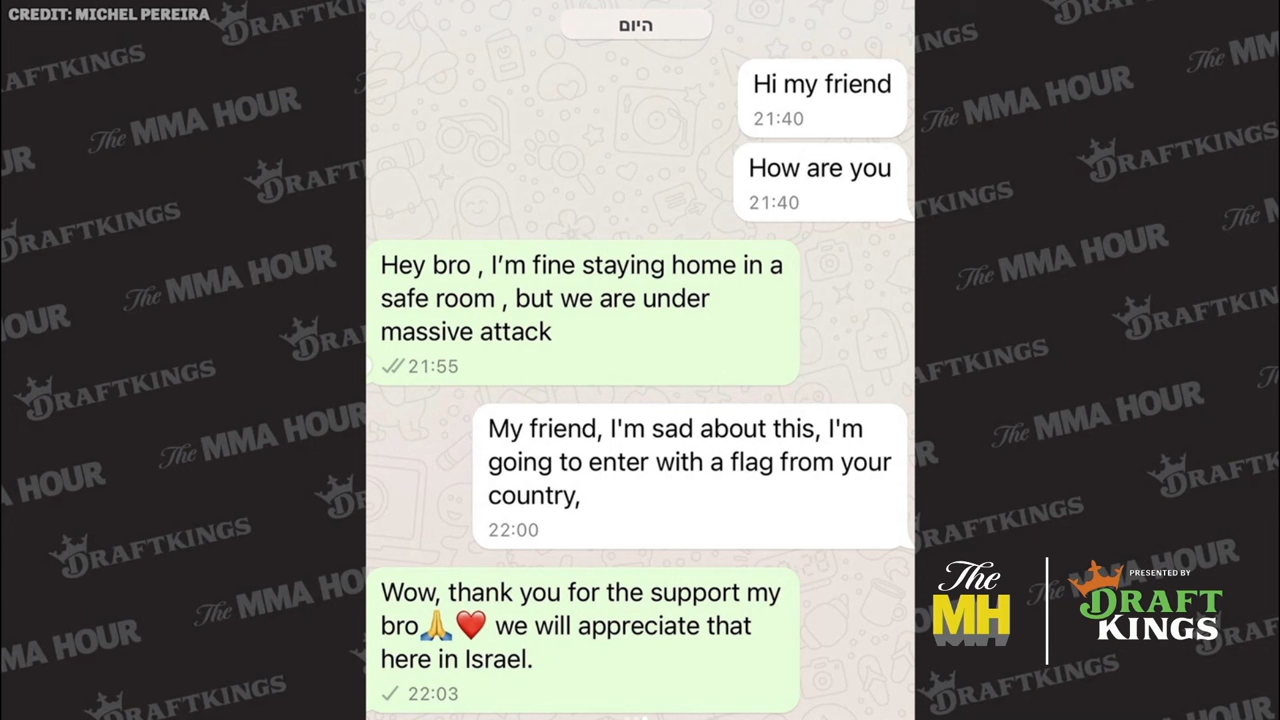 CREDIT: MICHEL PEREIRA
היום
Hi my friend
21:40
How are you
21:40
Hey bro , I’m fine staying home in a
safe room , but we are under
massive attack
21:55
My friend, I'm sad about this, I'm
going to enter with a flag from your
country,
22:00
Wow, thank you for the support my
bro🙏❤️ we will appreciate that
here in Israel.
22:03
The
MH
PRESENTED BY
DRAFT
KINGS
DRAFTKINGS
The MMA HOUR